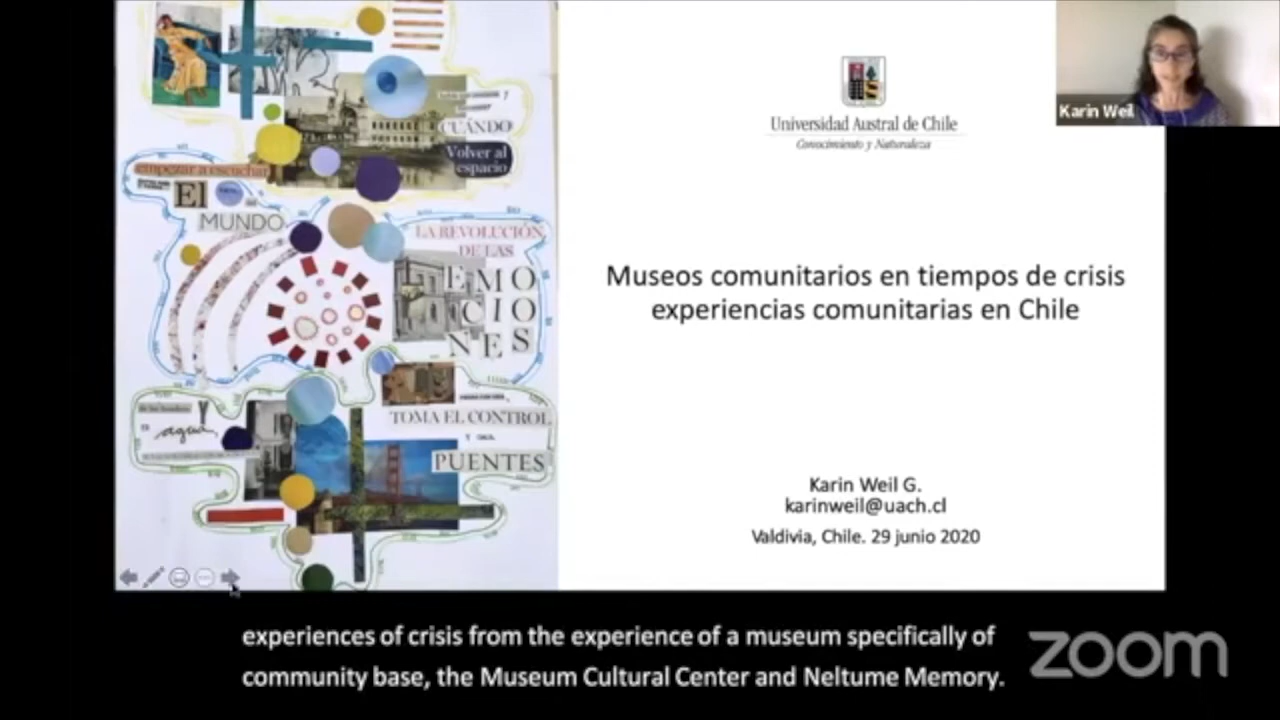 CUÁNDO
Volver al
espacio
empezar a escuchar
El
MUNDO
LA REVOLUCIÓN
DE LAS
EMO
CIO
NES
Y
agua,
TOMA EL CONTROL
Y
PUENTES
Universidad Austral de Chile
Conocimiento y Naturaleza
Museos comunitarios en tiempos de crisis
experiencias comunitarias en Chile
Karin Weil G.
karinweil@uach.cl
Valdivia, Chile. 29 junio 2020
Karin Weil
experiences of crisis from the experience of a museum specifically of
community base, the Museum Cultural Center and Neltume Memory.
zoom